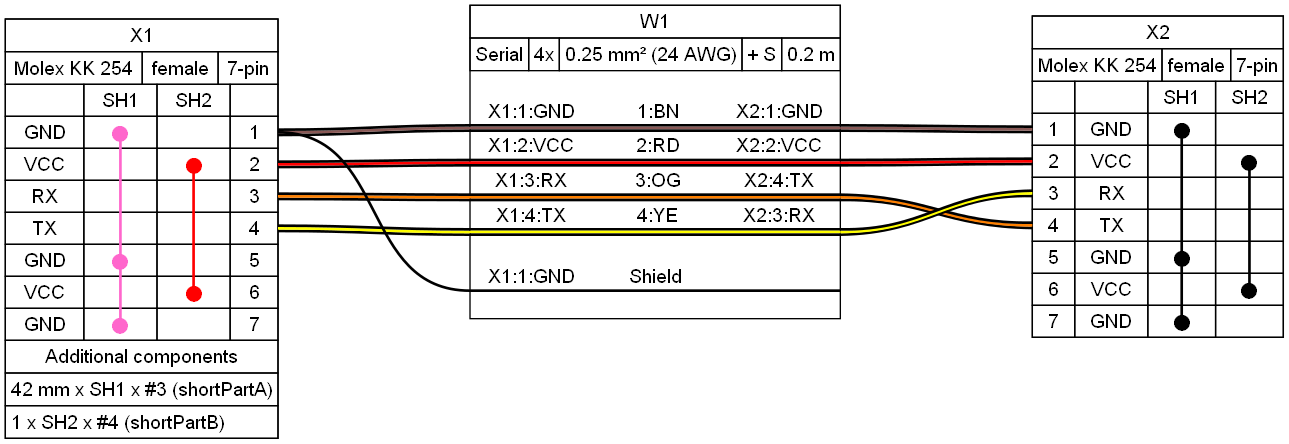 X1
Molex KK 254 female 7-pin
SH1 SH2
GND 1
VCC 2
RX 3
TX 4
GND 5
VCC 6
GND 7
Additional components
42 mm x SH1 x #3 (shortPartA)
1 x SH2 x #4 (shortPartB)
W1
Serial 4x 0.25 mm² (24 AWG) + S 0.2 m
X1:1:GND 1:BN X2:1:GND
X1:2:VCC 2:RD X2:2:VCC
X1:3:RX 3:OG X2:4:TX
X1:4:TX 4:YE X2:3:RX
X1:1:GND Shield
X2
Molex KK 254 female 7-pin
SH1 SH2
1 GND
2 VCC
3 RX
4 TX
5 GND
6 VCC
7 GND